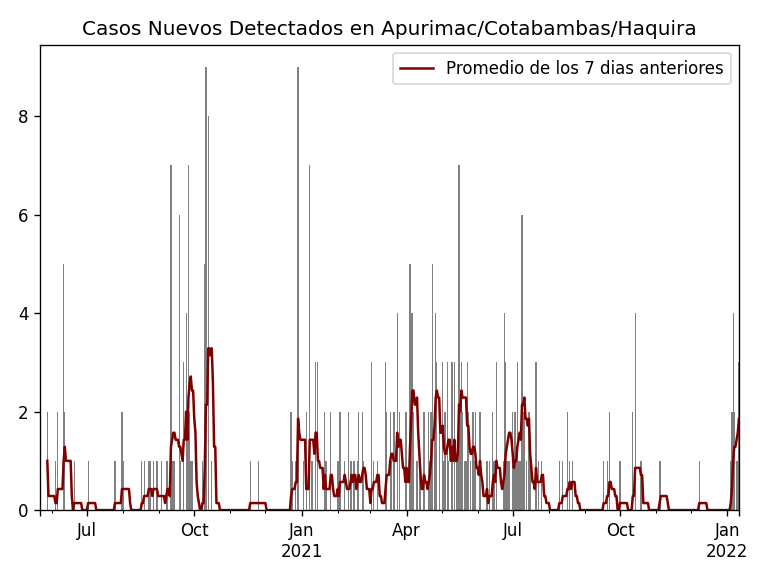 Casos Nuevos Detectados en Apurimac/Cotabambas/Haquira
Promedio de los 7 dias anteriores
8
6
4
2
0
Jul Oct Jan Apr Jul Oct Jan
2021 2022